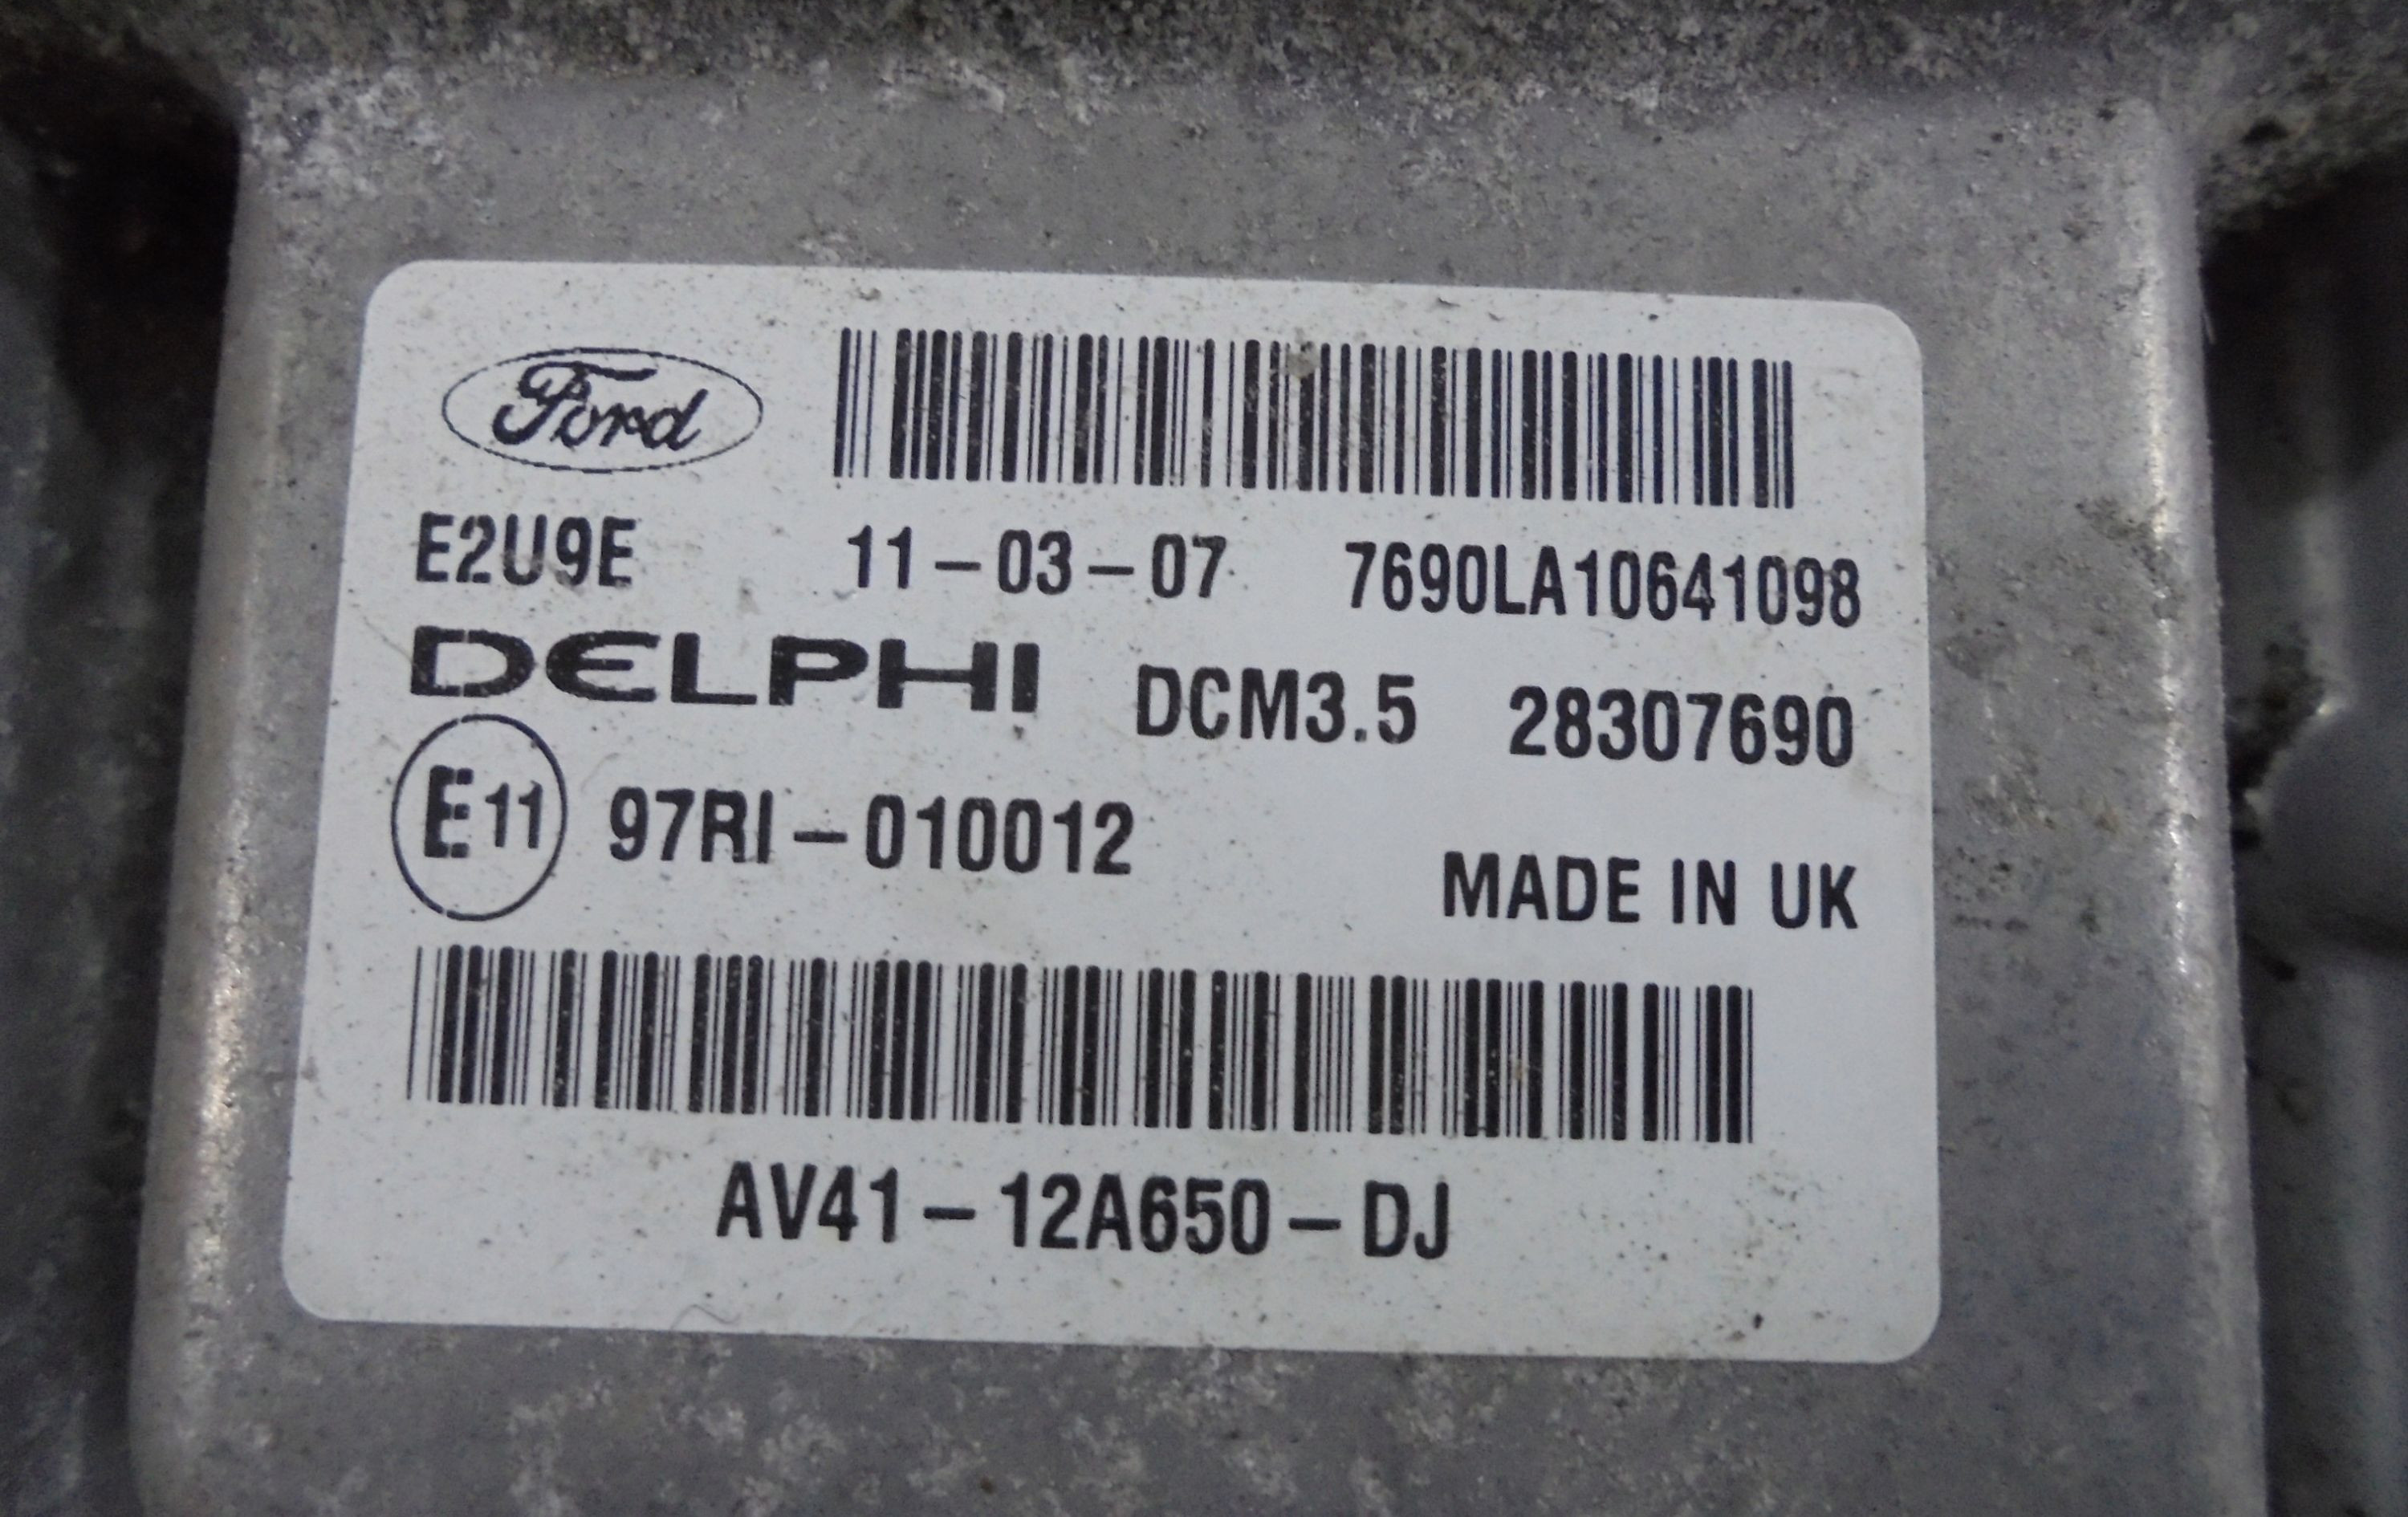 Ford
E2U9E 11-03-07 7690LA10641098
DELPHI DCM3.5 28307690
E11 97RI-010012
MADE IN UK
AV41-12A650-DJ